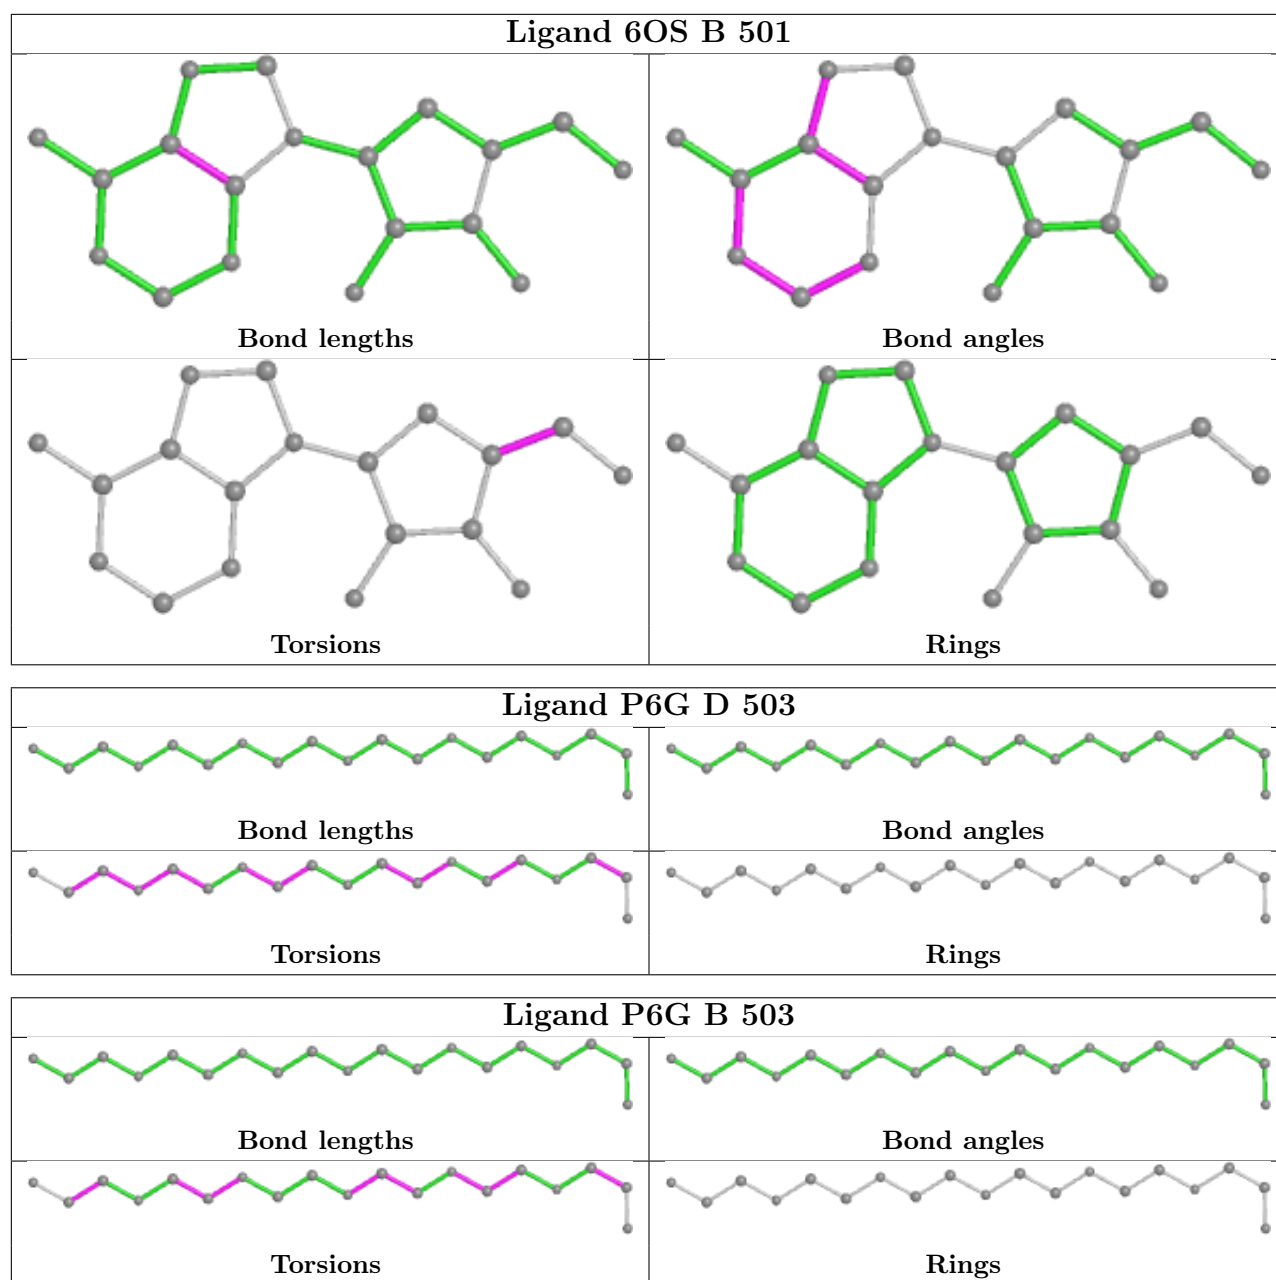 Ligand 6OS B 501
Bond lengths
Bond angles
Torsions
Rings
Ligand P6G D 503
Bond lengths
Bond angles
Torsions
Rings
Ligand P6G B 503
Bond lengths
Bond angles
Torsions
Rings